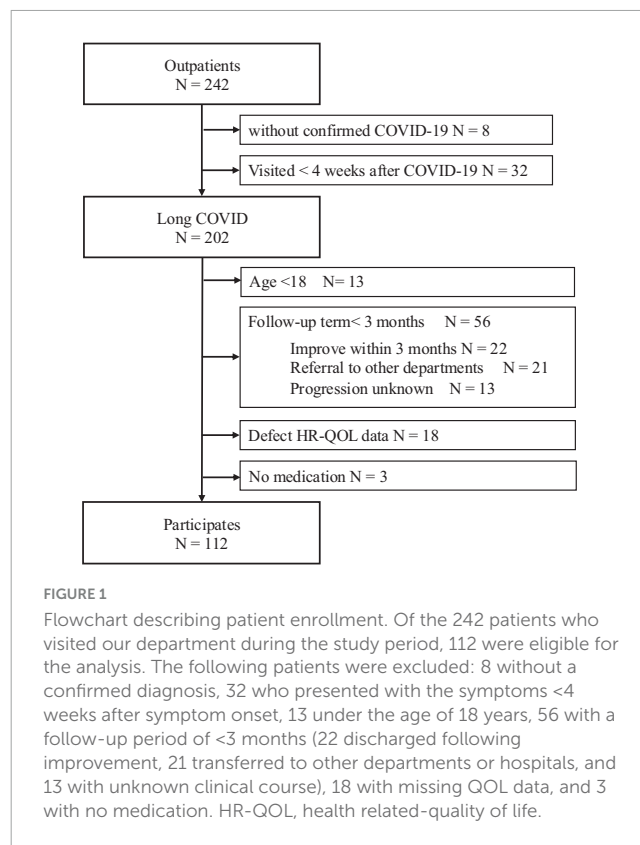 Outpatients
N = 242
without confirmed COVID-19 N = 8
Visited < 4 weeks after COVID-19 N = 32
Long COVID
N = 202
Age <18 N= 13
Follow-up term< 3 months N = 56
Improve within 3 months N = 22
Referral to other departments N = 21
Progression unknown N = 13
Defect HR-QOL data N = 18
No medication N = 3
Participates
N = 112
FIGURE 1
Flowchart describing patient enrollment. Of the 242 patients who
visited our department during the study period, 112 were eligible for
the analysis. The following patients were excluded: 8 without a
confirmed diagnosis, 32 who presented with the symptoms <4
weeks after symptom onset, 13 under the age of 18 years, 56 with a
follow-up period of <3 months (22 discharged following
improvement, 21 transferred to other departments or hospitals, and
13 with unknown clinical course), 18 with missing QOL data, and 3
with no medication. HR-QOL, health related-quality of life.